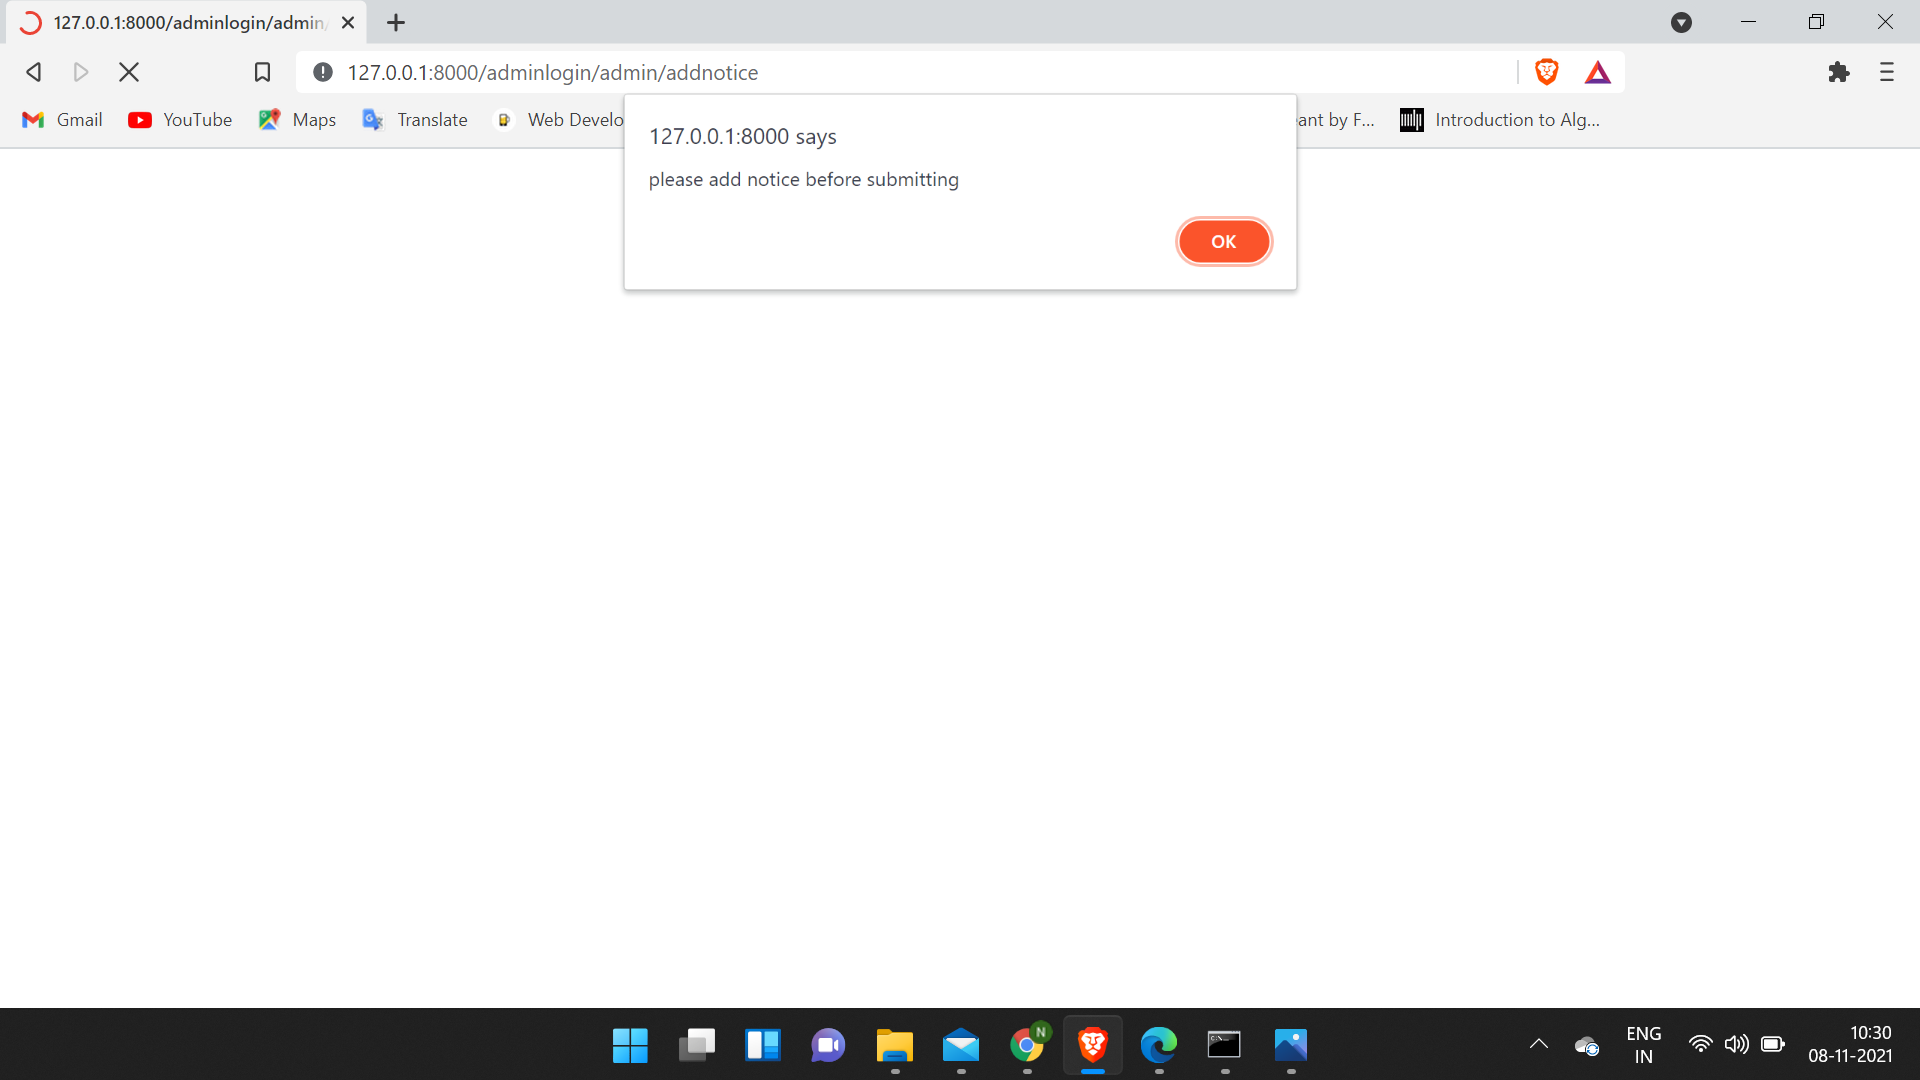 127.0.0.1:8000/adminlogin/admin/
127.0.0.1:8000/adminlogin/admin/addnotice
Gmail
YouTube
Maps
Translate
Web Develo
ant by F...
Introduction to Alg...
127.0.0.1:8000 says
please add notice before submitting
OK
N
ENG
IN
10:30
08-11-2021